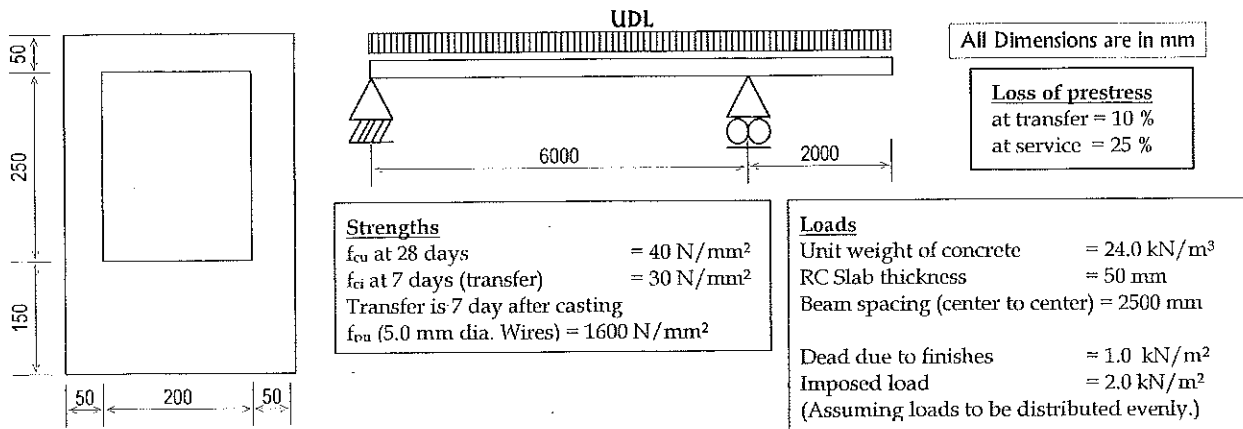 UDL
All Dimensions are in mm
50
250
150
50
200
50
6000
2000
Loss of prestress
at transfer = 10 %
at service = 25 %
Strengths
fcu at 28 days = 40 N/mm²
fci at 7 days (transfer) = 30 N/mm²
Transfer is 7 day after casting
fpu (5.0 mm dia. Wires) = 1600 N/mm²
Loads
Unit weight of concrete = 24.0 kN/m³
RC Slab thickness = 50 mm
Beam spacing (center to center) = 2500 mm
Dead due to finishes = 1.0 kN/m²
Imposed load = 2.0 kN/m²
(Assuming loads to be distributed evenly.)